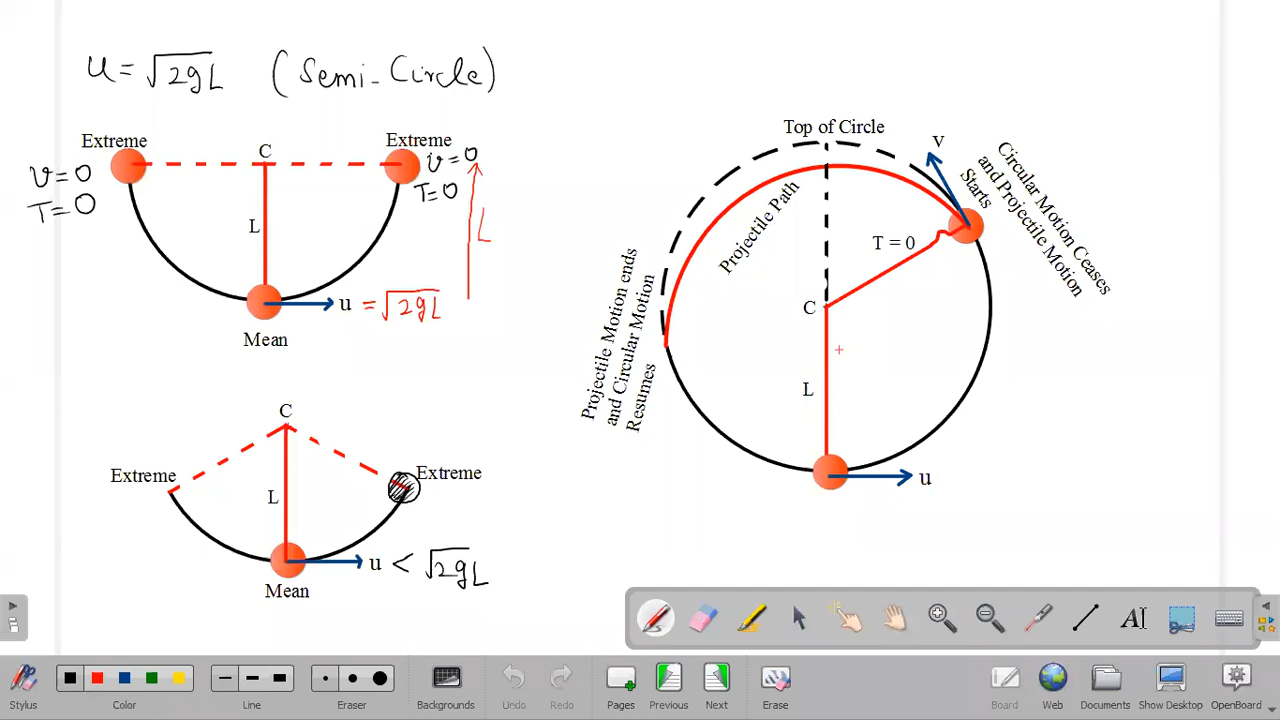 u = √2gL (Semi-Circle)
Extreme
C
Extreme
v=0
T=0
v=0
T=0
L
L
u = √2gL
Mean
C
Extreme
Extreme
L
u < √2gL
Mean
Top of Circle
v
Circular Motion Ceases
and Projectile Motion
Starts
Projectile Path
T = 0
C
Projectile Motion ends
and Circular Motion
Resumes
L
u
Stylus
Color
Line
Eraser
Backgrounds
Undo
Redo
Pages
Previous
Next
Erase
Board
Web
Documents
Show Desktop
OpenBoard